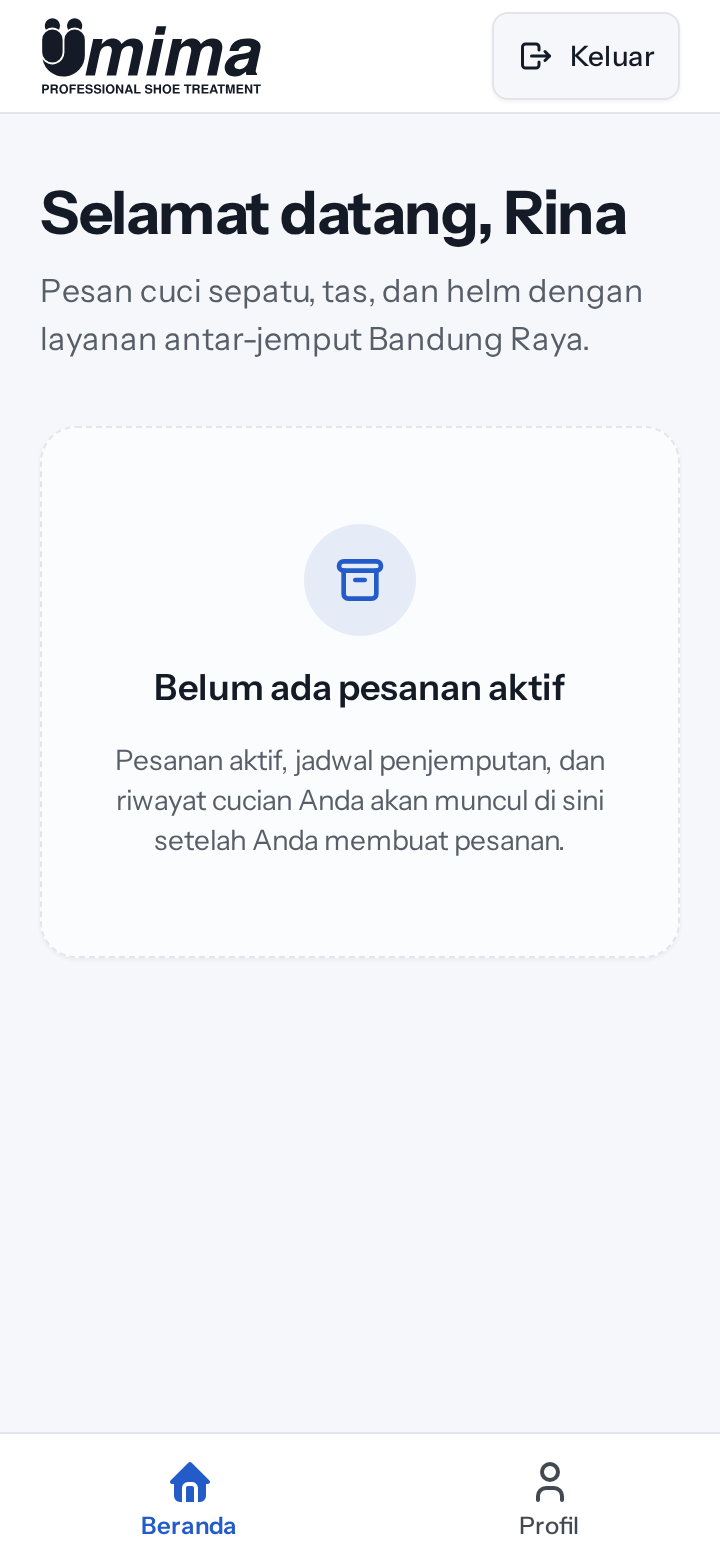 Ümima
PROFESSIONAL SHOE TREATMENT
Keluar
Selamat datang, Rina
Pesan cuci sepatu, tas, dan helm dengan
layanan antar-jemput Bandung Raya.
Belum ada pesanan aktif
Pesanan aktif, jadwal penjemputan, dan
riwayat cucian Anda akan muncul di sini
setelah Anda membuat pesanan.
Beranda
Profil